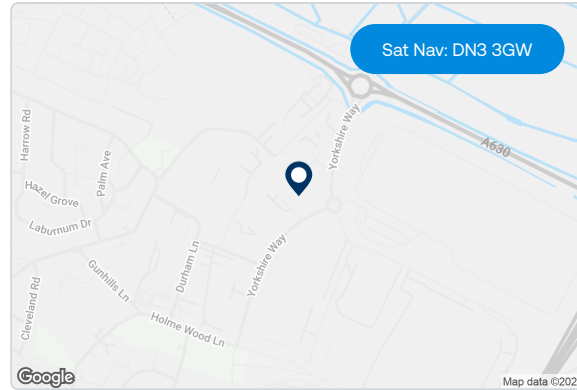 Sat Nav: DN3 3GW
Yorkshire Way
A630
Harrow Rd
Palm Ave
Hazel Grove
Laburnum Dr
Durham Ln
Yorkshire Way
Gunhills Ln
Cleveland Rd
Holme Wood Ln
Google
Map data ©202